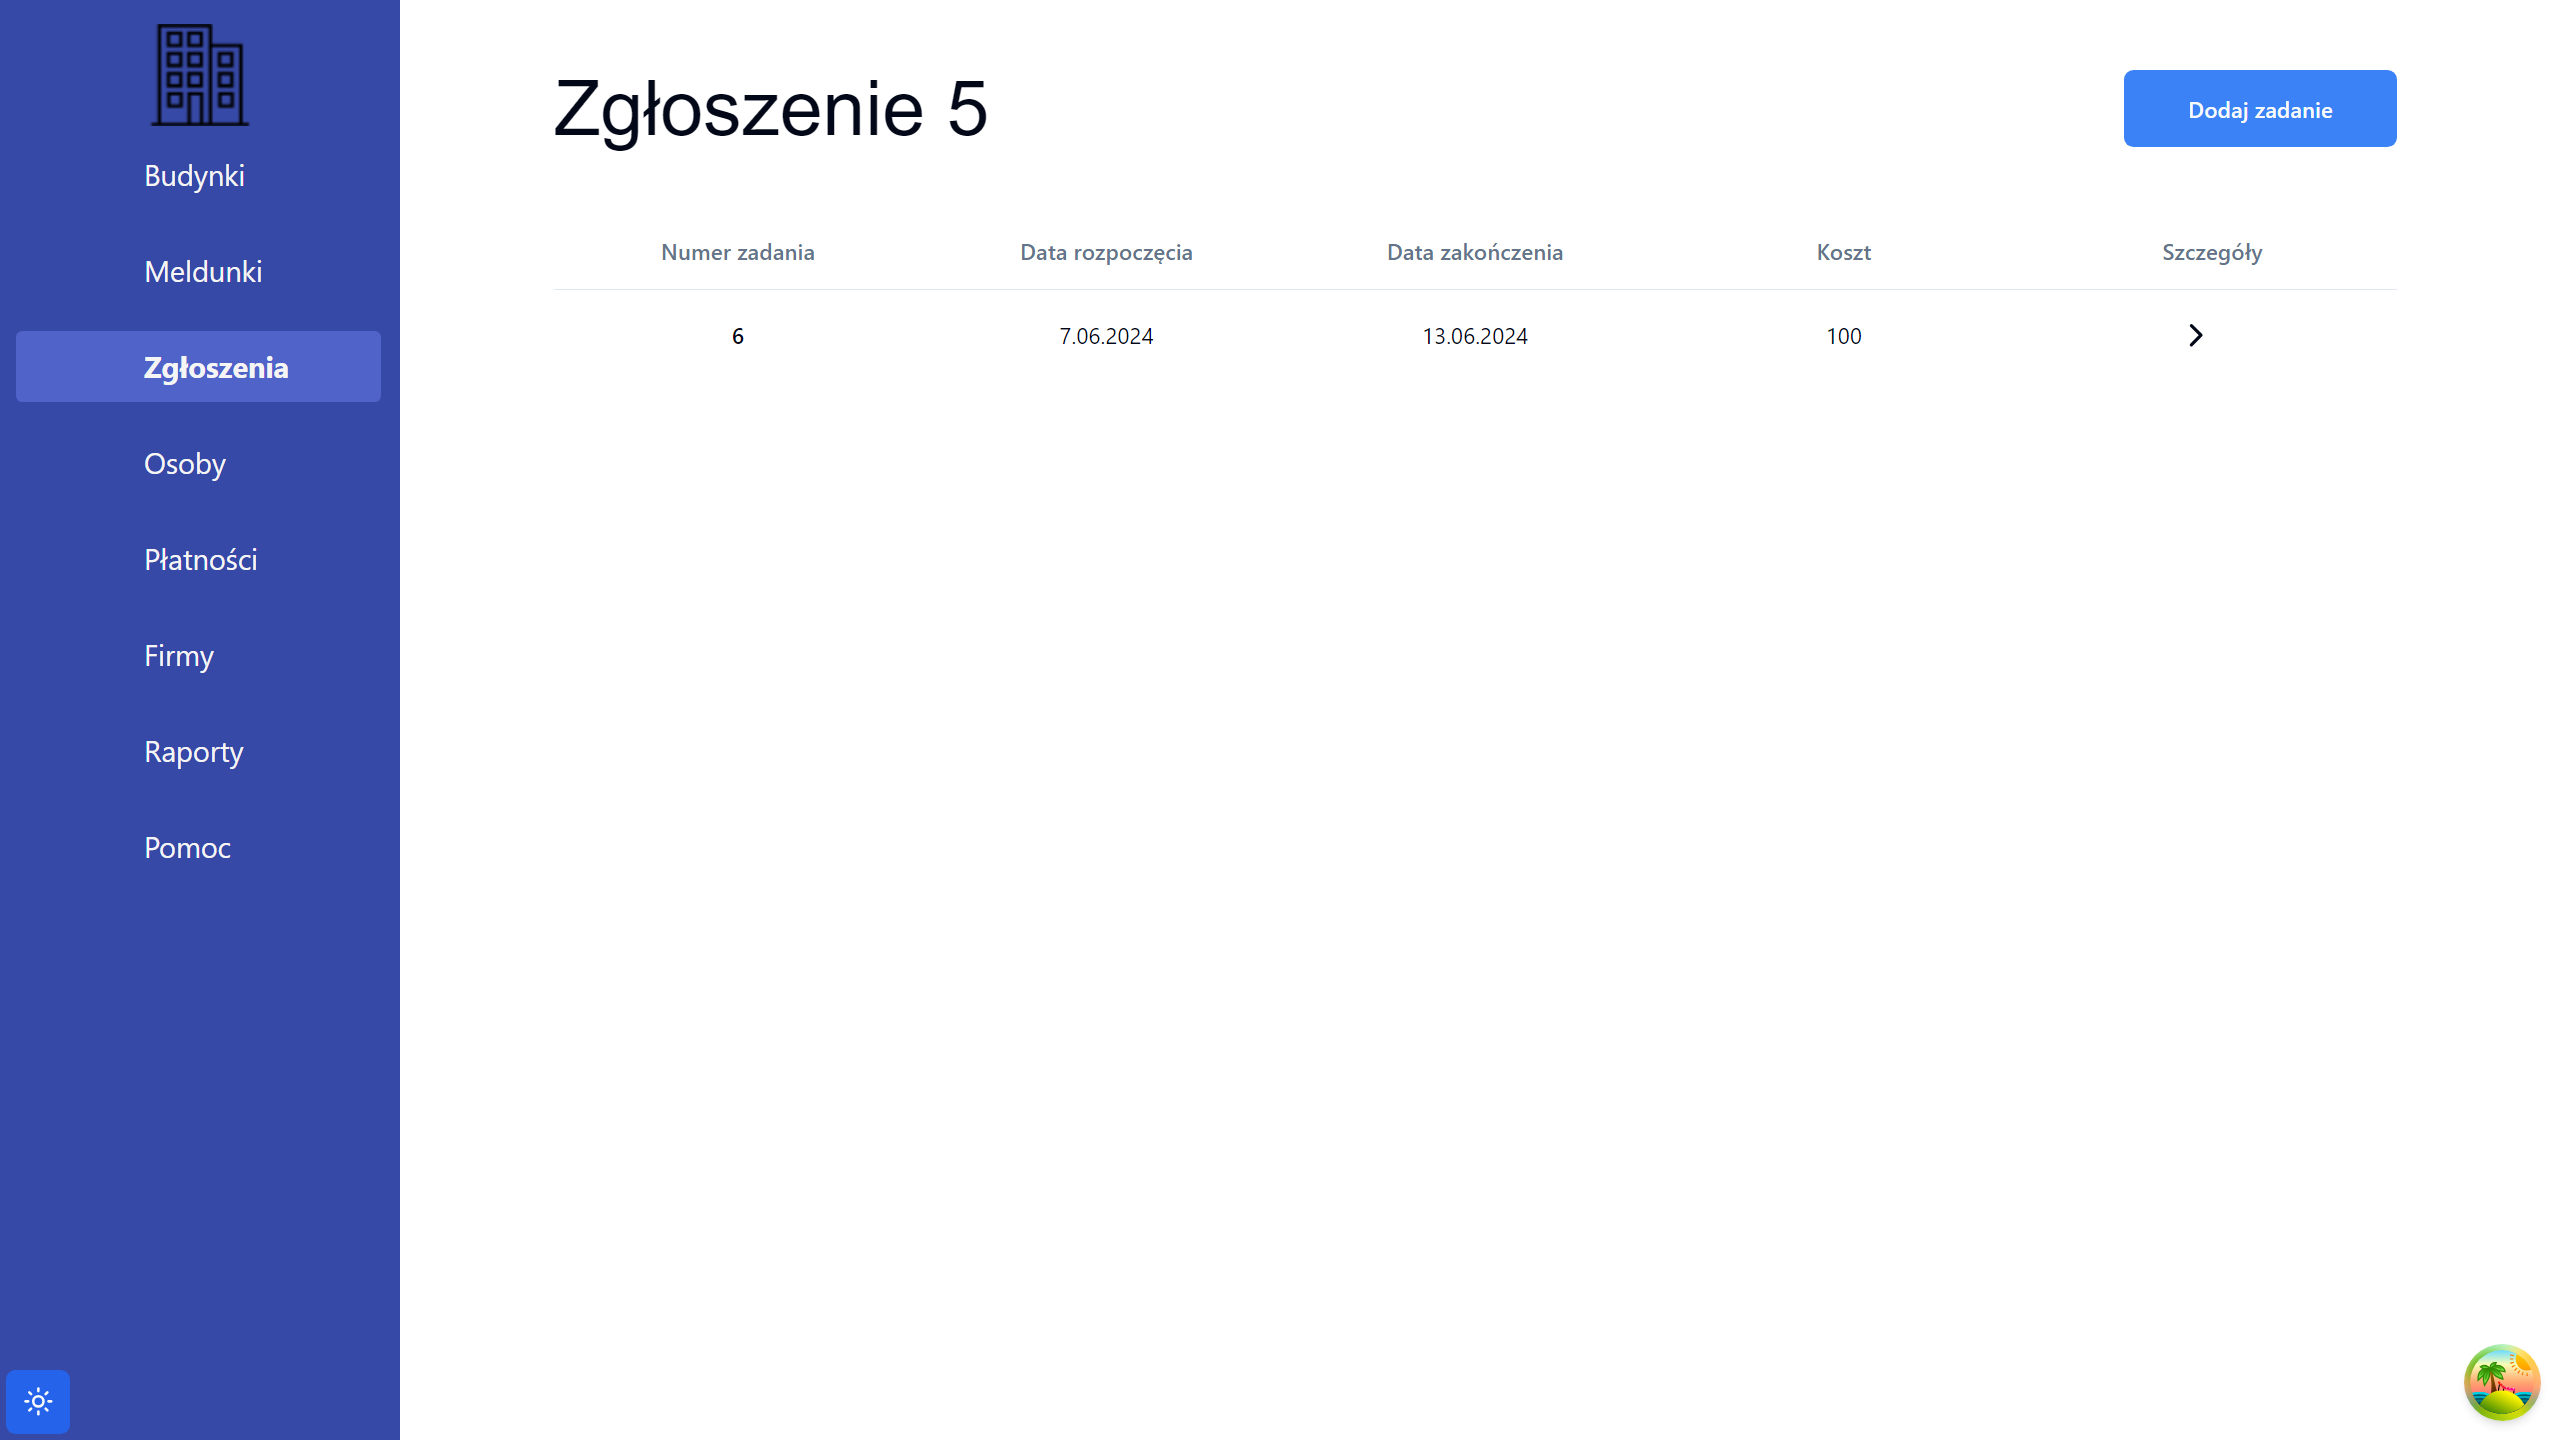 Budynki
Meldunki
Zgłoszenia
Osoby
Płatności
Firmy
Raporty
Pomoc
Zgłoszenie 5
Dodaj zadanie
Numer zadania Data rozpoczęcia Data zakończenia Koszt Szczegóły
6 7.06.2024 13.06.2024 100